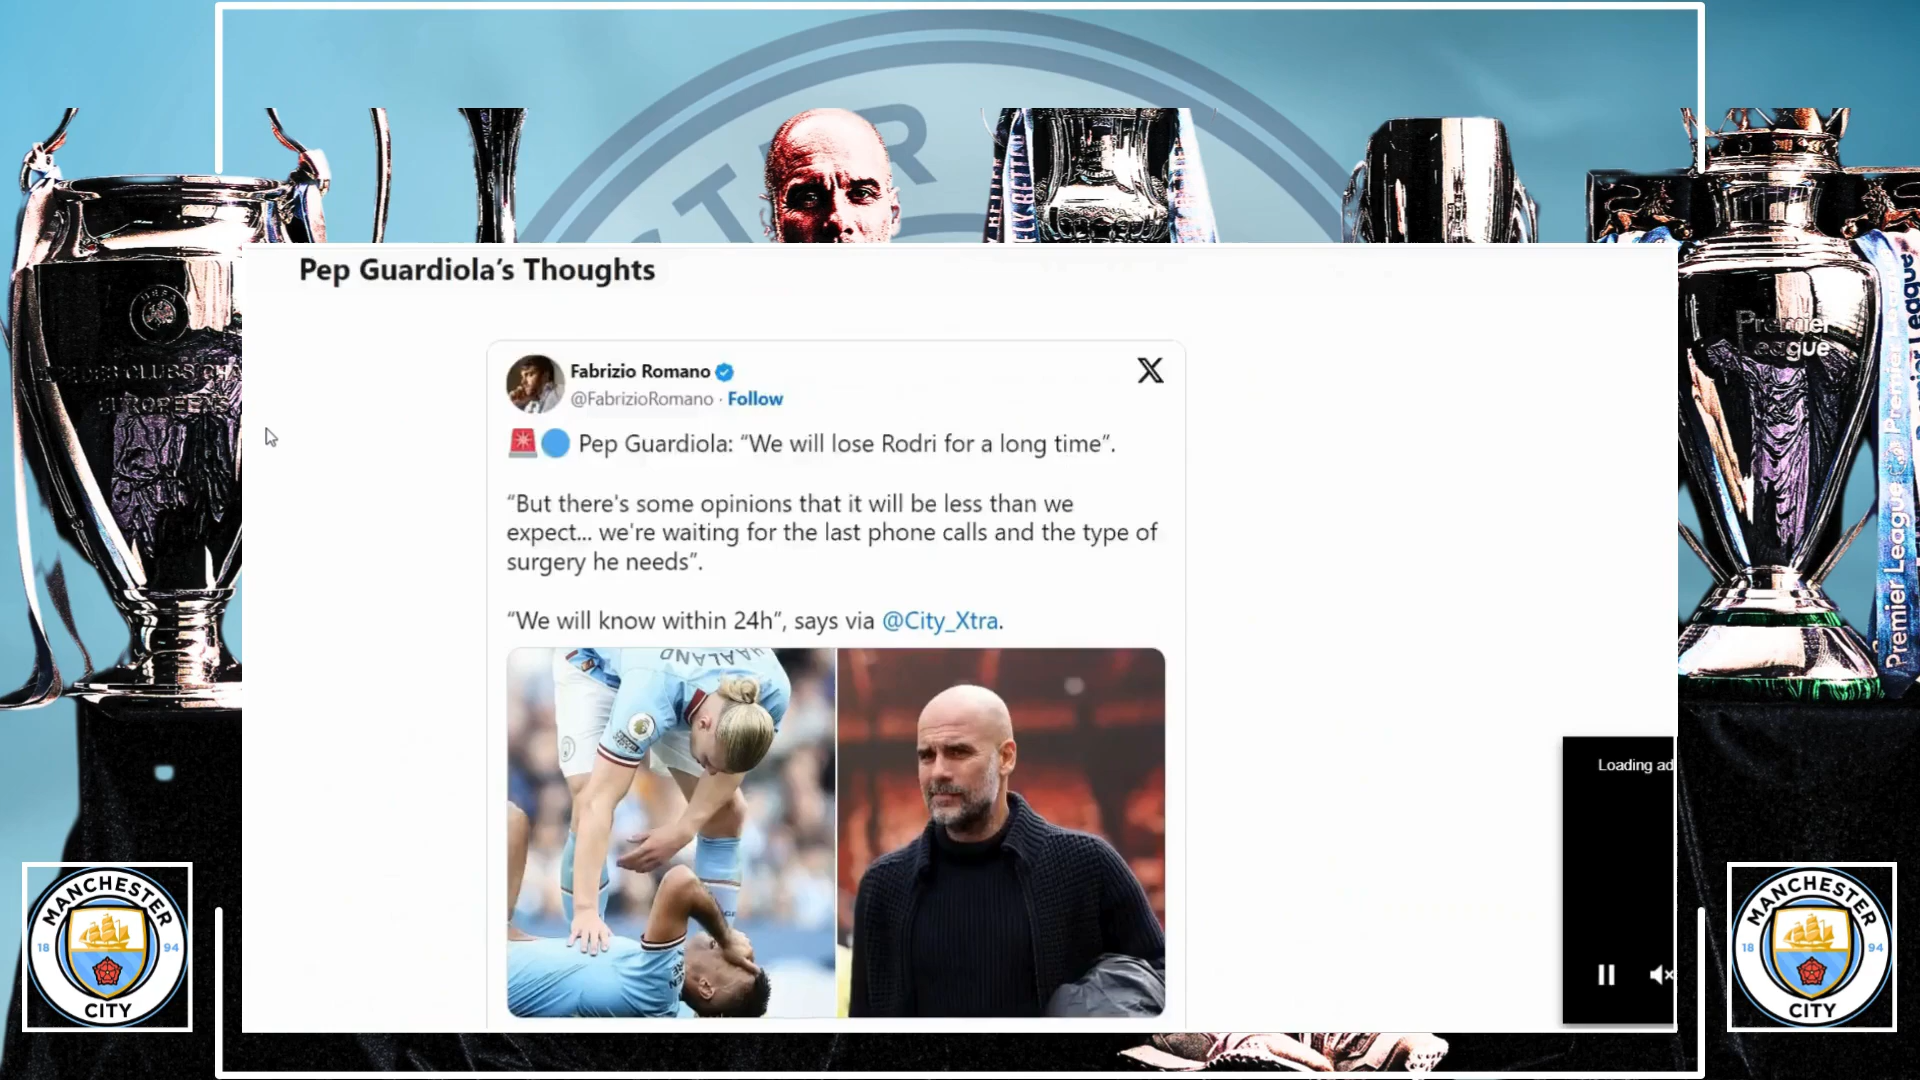 Pep Guardiola’s Thoughts
Fabrizio Romano
@FabrizioRomano · Follow
Pep Guardiola: “We will lose Rodri for a long time”.
“But there's some opinions that it will be less than we
expect... we're waiting for the last phone calls and the type of
surgery he needs”.
“We will know within 24h”, says via @City_Xtra.
HAALAND
Loading ad
Premier
League
Premier League
MANCHESTER
18 94
CITY
MANCHESTER
18 94
CITY